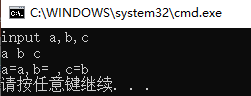 C:\WINDOWS\system32\cmd.exe
input a,b,c
a b c
a=a,b= ,c=b
请按任意键继续. . .